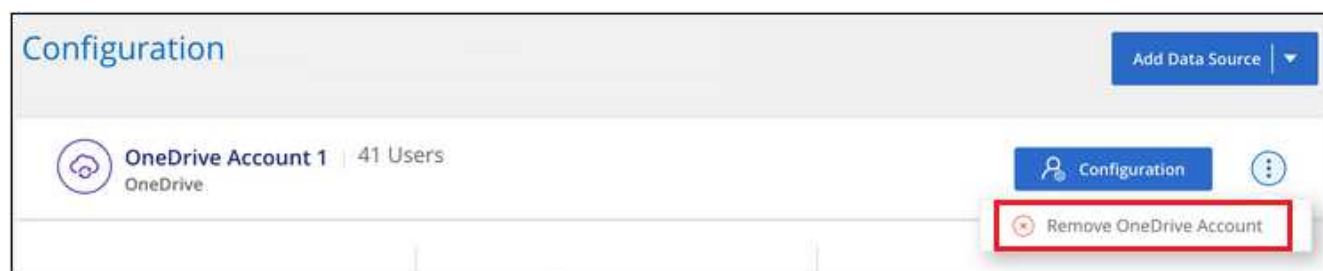 Configuration
Add Data Source
OneDrive Account 1 | 41 Users
OneDrive
Configuration
Remove OneDrive Account